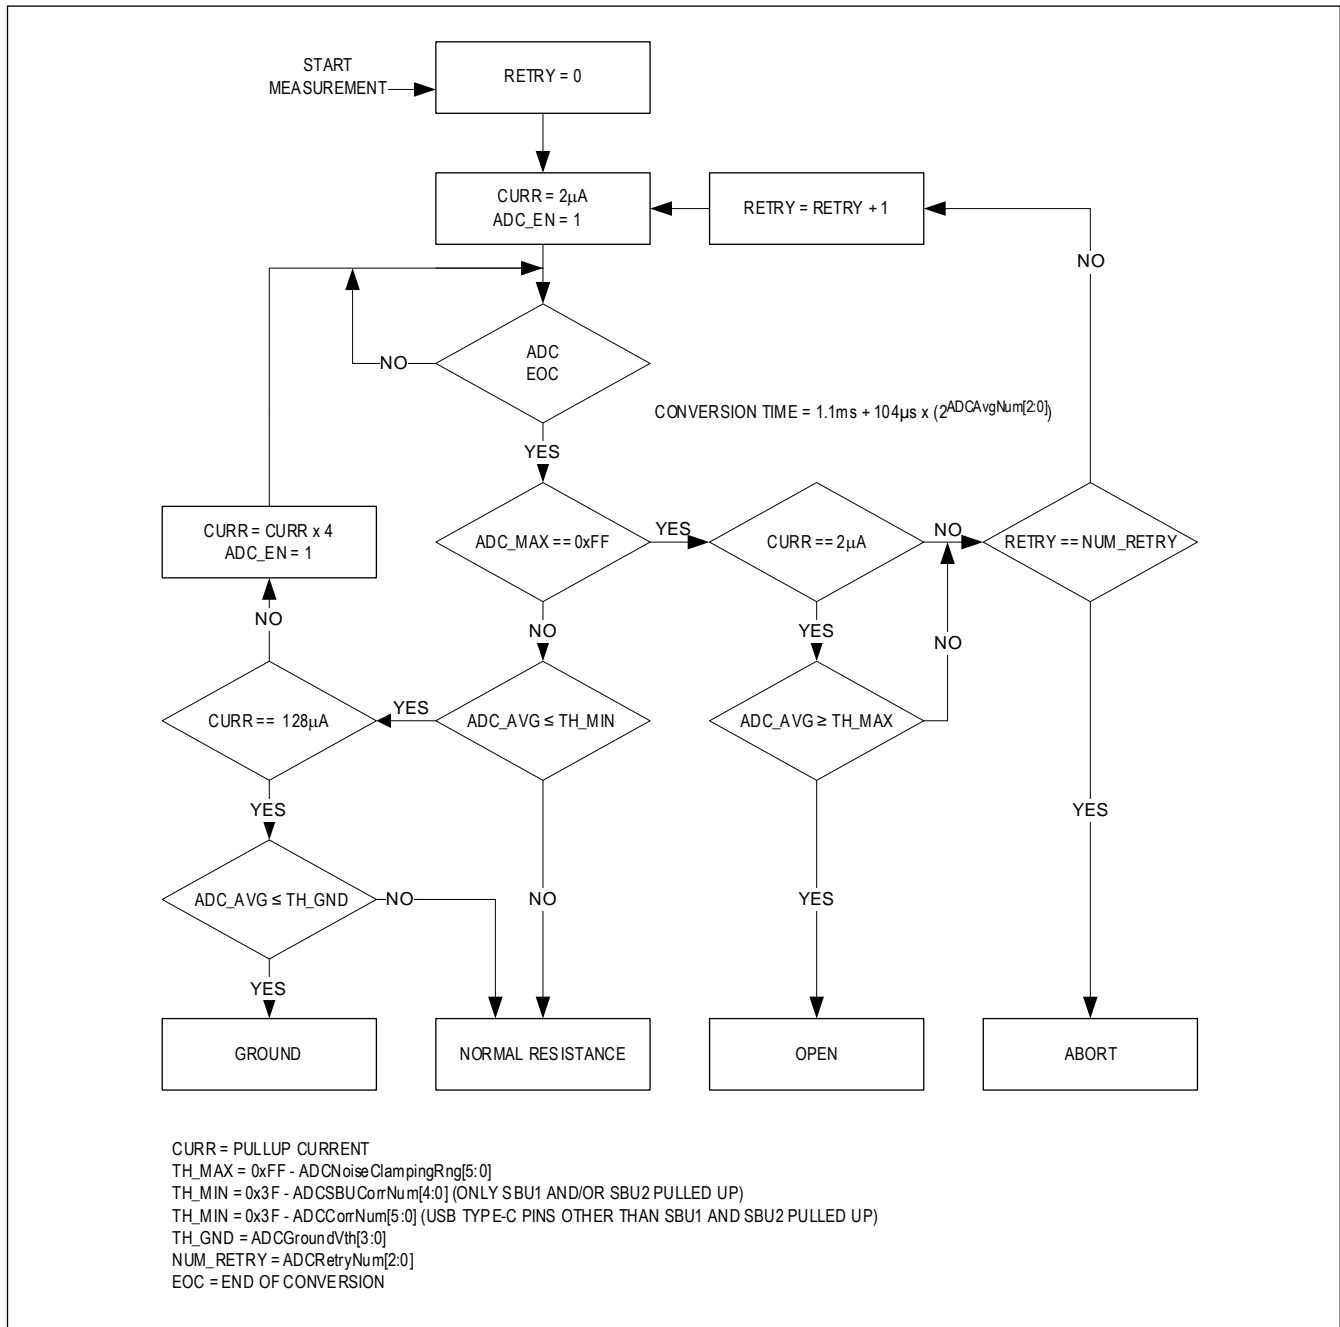 START
MEASUREMENT
RETRY = 0
CURR = 2μA
ADC_EN = 1
RETRY = RETRY + 1
NO
ADC
EOC
NO
CONVERSION TIME = 1.1ms + 104μs x (2^ADCAvgNum[2:0])
YES
CURR = CURR x 4
ADC_EN = 1
ADC_MAX == 0xFF
YES
CURR == 2μA
NO
RETRY == NUM_RETRY
NO
NO
YES
NO
CURR == 128μA
YES
ADC_AVG ≤ TH_MIN
ADC_AVG ≥ TH_MAX
YES
YES
ADC_AVG ≤ TH_GND
NO
NO
YES
YES
GROUND
NORMAL RESISTANCE
OPEN
ABORT
CURR = PULLUP CURRENT
TH_MAX = 0xFF - ADCNoiseClampingRng[5:0]
TH_MIN = 0x3F - ADCSBUCorrNum[4:0] (ONLY SBU1 AND/OR SBU2 PULLED UP)
TH_MIN = 0x3F - ADCCorrNum[5:0] (USB TYPE-C PINS OTHER THAN SBU1 AND SBU2 PULLED UP)
TH_GND = ADCGroundVth[3:0]
NUM_RETRY = ADCRetryNum[2:0]
EOC = END OF CONVERSION